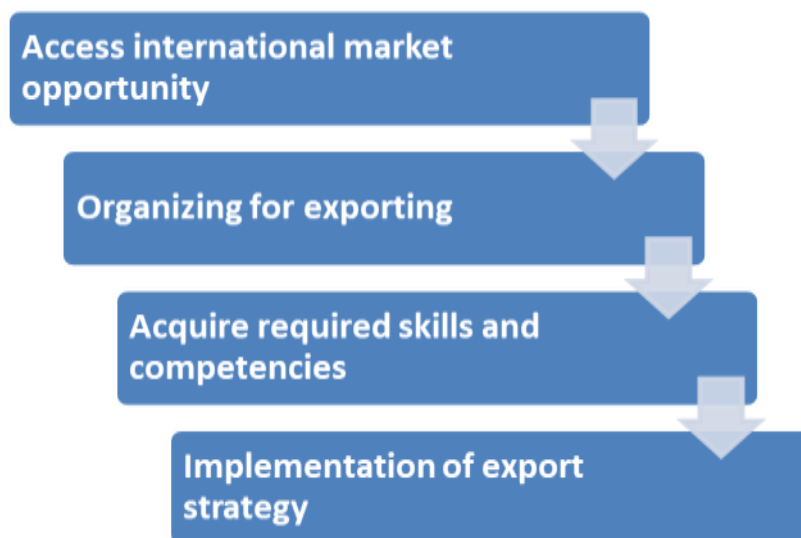 Access international market
opportunity
Organizing for exporting
Acquire required skills and
competencies
Implementation of export
strategy